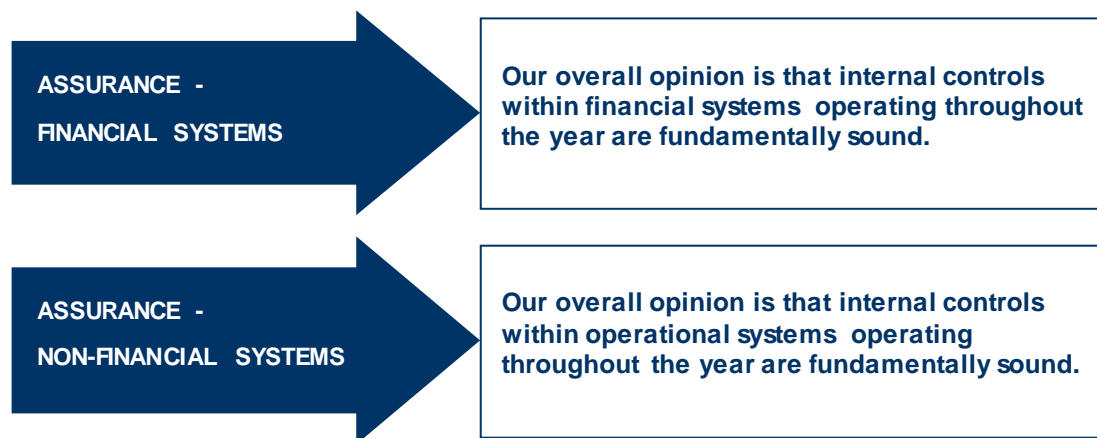 ASSURANCE -
FINANCIAL SYSTEMS
Our overall opinion is that internal controls
within financial systems operating throughout
the year are fundamentally sound.
ASSURANCE -
NON-FINANCIAL SYSTEMS
Our overall opinion is that internal controls
within operational systems operating
throughout the year are fundamentally sound.